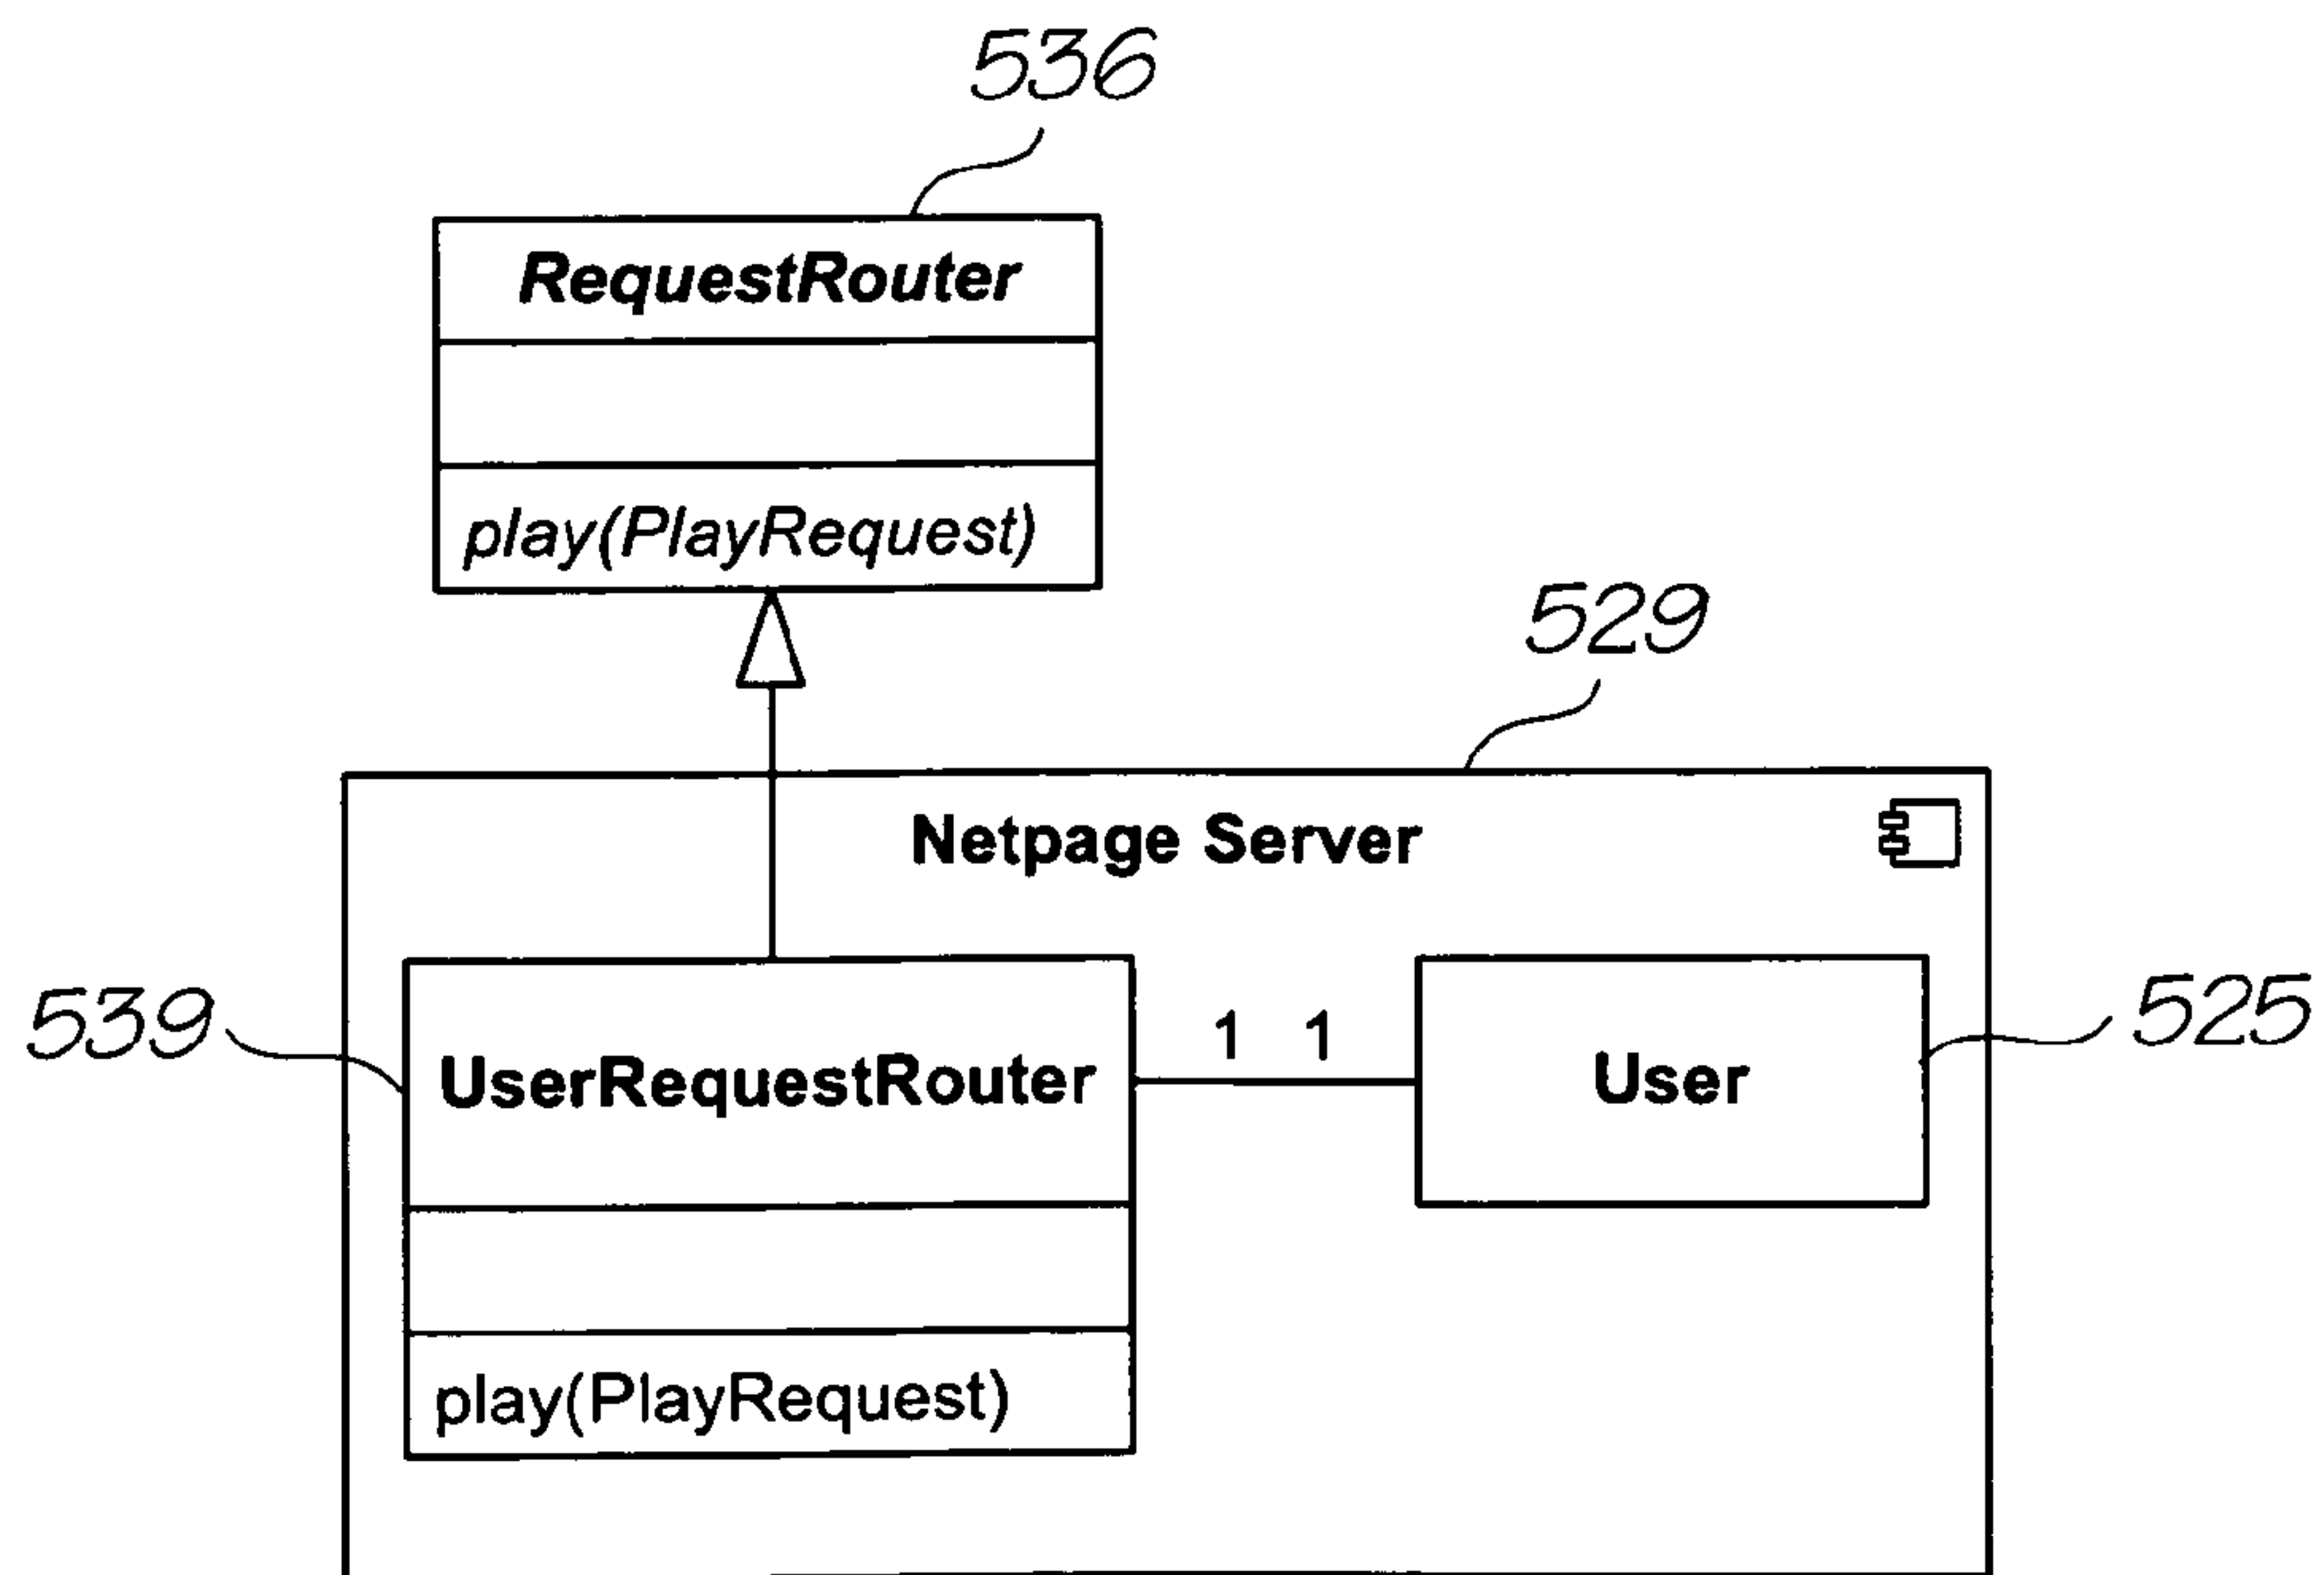 536
RequestRouter
play(PlayRequest)
529
Netpage Server
539
UserRequestRouter
1 1
User
525
play(PlayRequest)